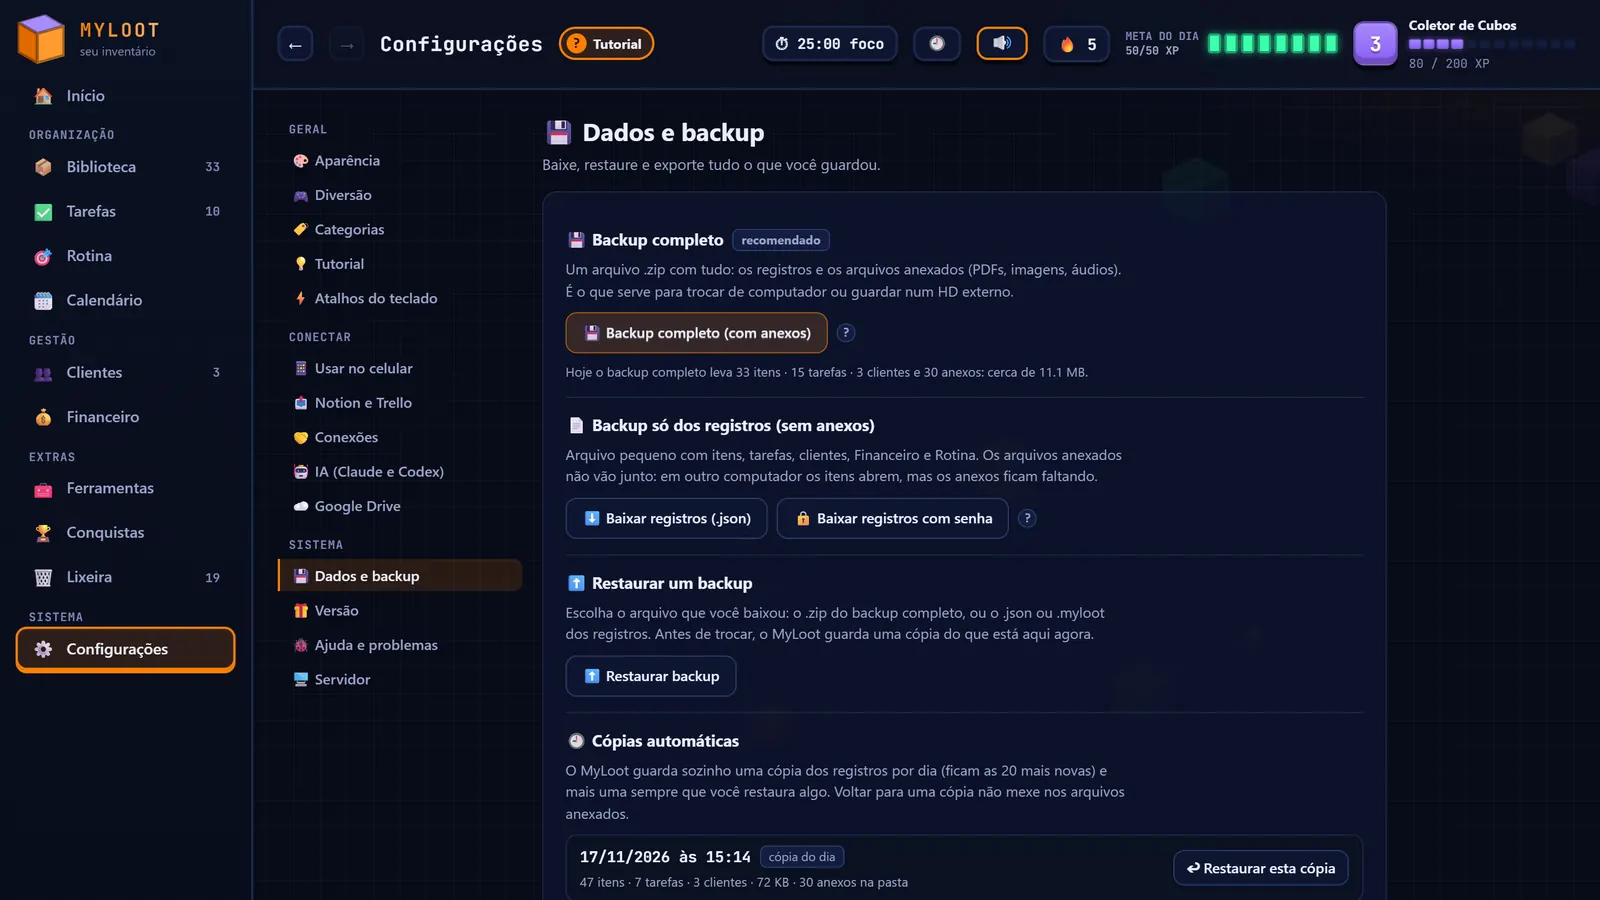 MYLOOT
seu inventário
Início
ORGANIZAÇÃO
Biblioteca 33
Tarefas 10
Rotina
Calendário
GESTÃO
Clientes 3
Financeiro
EXTRAS
Ferramentas
Conquistas
Lixeira 19
SISTEMA
Configurações
← → Configurações ? Tutorial
25:00 foco
5
META DO DIA
50/50 XP
3
Coletor de Cubos
80 / 200 XP
GERAL
Aparência
Diversão
Categorias
Tutorial
Atalhos do teclado
CONECTAR
Usar no celular
Notion e Trello
Conexões
IA (Claude e Codex)
Google Drive
SISTEMA
Dados e backup
Versão
Ajuda e problemas
Servidor
Dados e backup
Baixe, restaure e exporte tudo o que você guardou.
Backup completo recomendado
Um arquivo .zip com tudo: os registros e os arquivos anexados (PDFs, imagens, áudios).
É o que serve para trocar de computador ou guardar num HD externo.
Backup completo (com anexos) ?
Hoje o backup completo leva 33 itens · 15 tarefas · 3 clientes e 30 anexos: cerca de 11.1 MB.
Backup só dos registros (sem anexos)
Arquivo pequeno com itens, tarefas, clientes, Financeiro e Rotina. Os arquivos anexados
não vão junto: em outro computador os itens abrem, mas os anexos ficam faltando.
Baixar registros (.json) Baixar registros com senha ?
Restaurar um backup
Escolha o arquivo que você baixou: o .zip do backup completo, ou o .json ou .myloot
dos registros. Antes de trocar, o MyLoot guarda uma cópia do que está aqui agora.
Restaurar backup
Cópias automáticas
O MyLoot guarda sozinho uma cópia dos registros por dia (ficam as 20 mais novas) e
mais uma sempre que você restaura algo. Voltar para uma cópia não mexe nos arquivos
anexados.
17/11/2026 às 15:14 cópia do dia
47 itens · 7 tarefas · 3 clientes · 72 KB · 30 anexos na pasta
Restaurar esta cópia